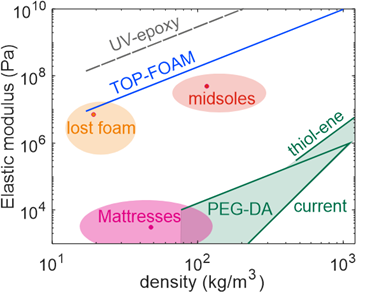 10^10
10^8
10^6
10^4
Elastic modulus (Pa)
UV-epoxy
TOP-FOAM
midsoles
lost foam
thiol-ene
Mattresses
PEG-DA
current
10^1
10^2
10^3
density (kg/m^3)